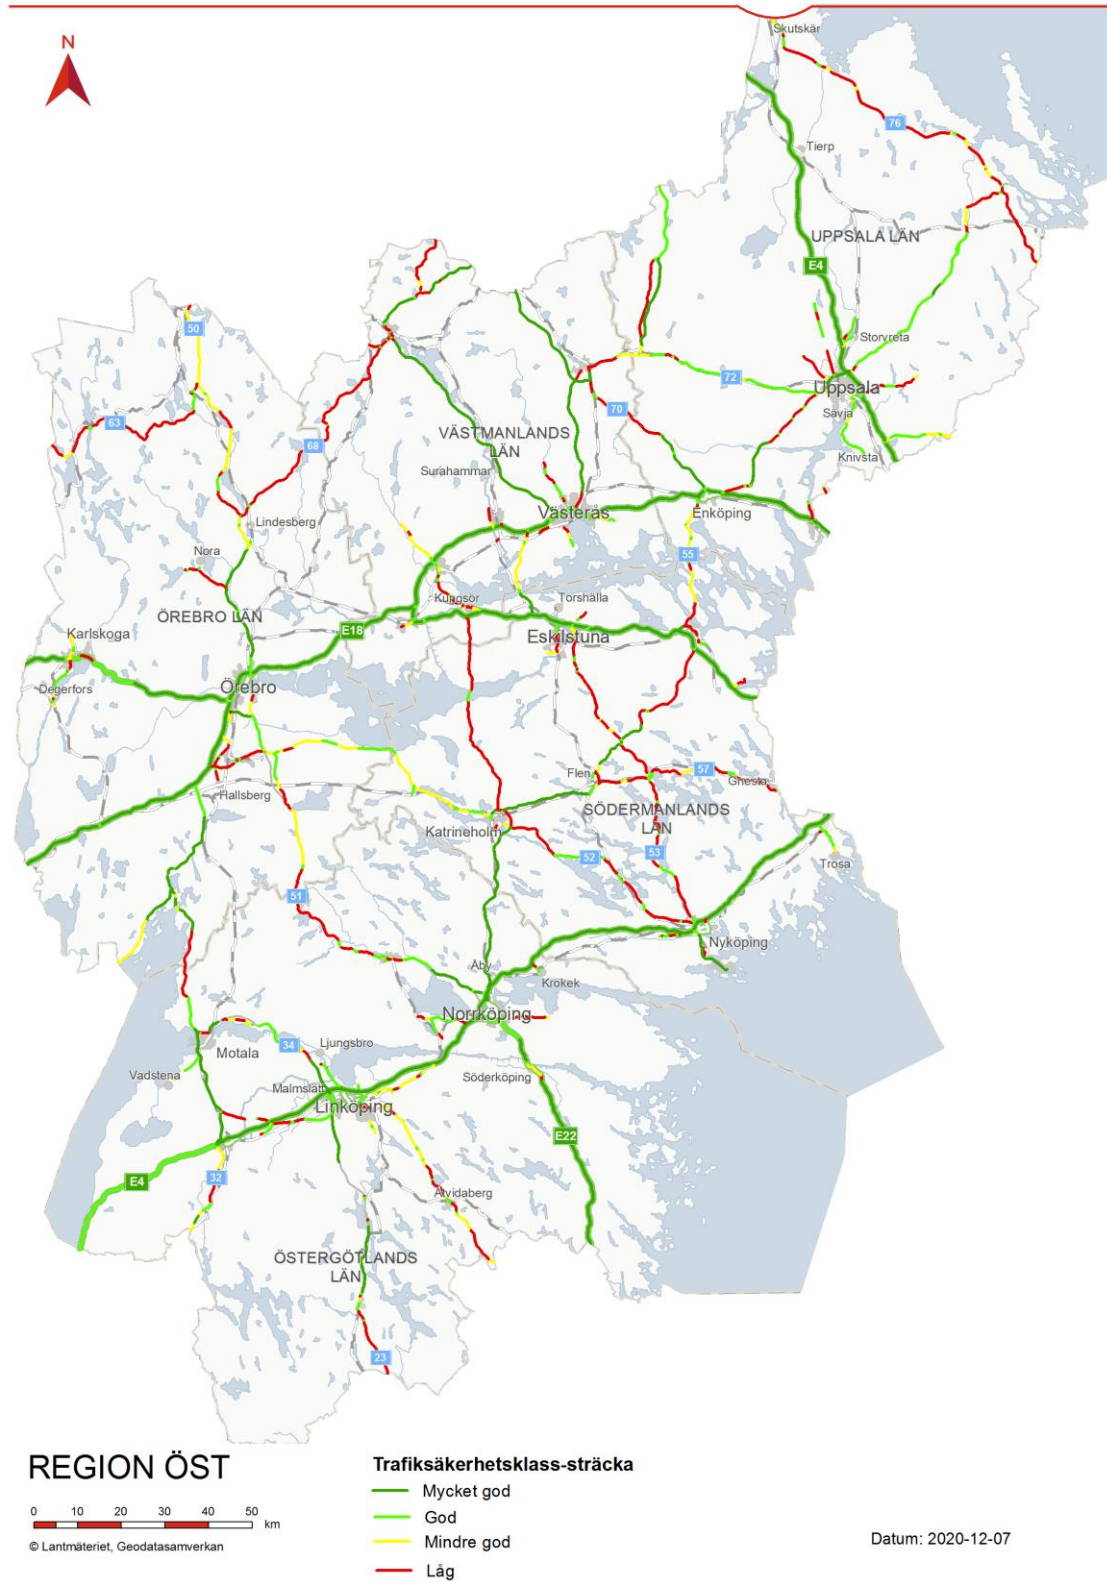 N
Skutskär
76
Tierp
UPPSALA LÄN
E4
50
Storvreta
72
Uppsala
63
70
Sävja
VÄSTMANLANDS
LÄN
68
Knivsta
Surahammar
Västerås
Enköping
Lindesberg
Nora
55
Kungsör
Torshälla
ÖREBRO LÄN
E18
Karlskoga
Eskilstuna
Degerfors
Örebro
Flen
57
Gnesta
Hallsberg
SÖDERMANLANDS
LÄN
Katrineholm
52
53
Trosa
51
Nyköping
Åby
Krokek
Norrköping
Motala
34
Ljungsbro
Vadstena
Malmslätt
Söderköping
Linköping
E22
E4
32
Åtvidaberg
ÖSTERGÖTLANDS
LÄN
23
REGION ÖST
Trafiksäkerhetsklass-sträcka
Mycket god
0 10 20 30 40 50
km
God
Mindre god
© Lantmäteriet, Geodatasamverkan
Datum: 2020-12-07
Låg